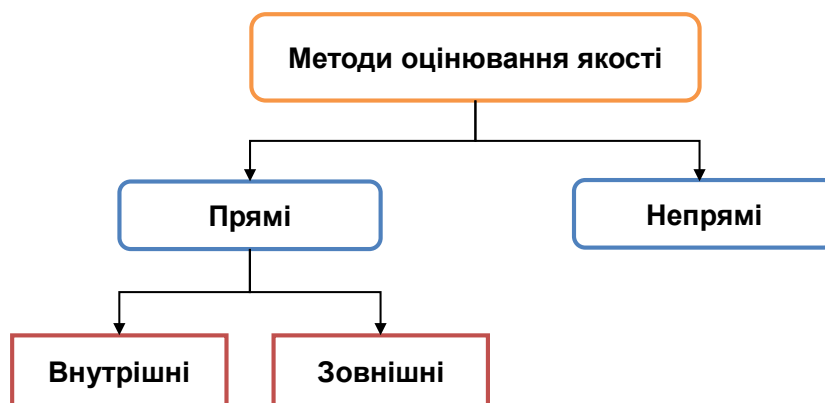 Методи оцінювання якості
Прямі
Непрямі
Внутрішні
Зовнішні